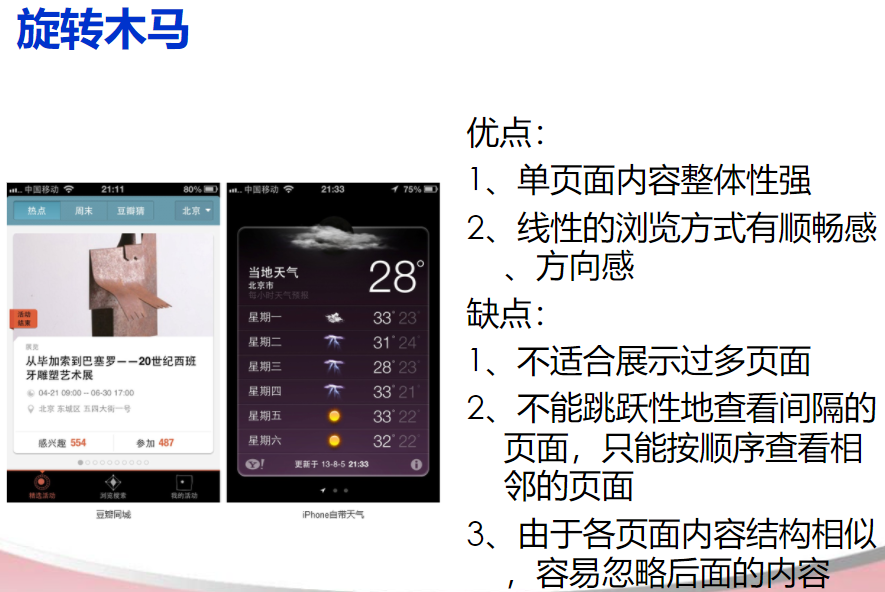 旋转木马
中国移动 21:11 80%
热点 周末 豆瓣猜 北京
活动
结束
展览
从毕加索到巴塞罗——20世纪西班
牙雕塑艺术展
04-21 09:00 – 06-30 17:00
北京 东城区 五四大街一号
感兴趣 554 参加 487
精选活动 浏览搜索 我的活动
豆瓣同城
中国移动 21:33 75%
当地天气
北京市
每小时天气预报
28°
星期一 33° 23°
星期二 31° 24°
星期三 28° 23°
星期四 33° 21°
星期五 33° 22°
星期六 32° 22°
Y! 更新于 13-8-5 21:33
iPhone自带天气
优点：
1、单页面内容整体性强
2、线性的浏览方式有顺畅感
、方向感
缺点：
1、不适合展示过多页面
2、不能跳跃性地查看间隔的
页面，只能按顺序查看相
邻的页面
3、由于各页面内容结构相似
，容易忽略后面的内容